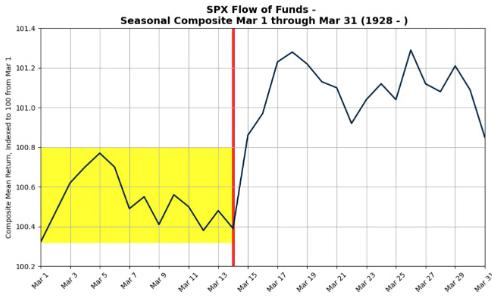 SPX Flow of Funds -
Seasonal Composite Mar 1 through Mar 31 (1928 - )
Composite Mean Return, Indexed to 100 from Mar 1
101.4
101.2
101.0
100.8
100.6
100.4
100.2
Mar 1
Mar 3
Mar 5
Mar 7
Mar 9
Mar 11
Mar 13
Mar 15
Mar 17
Mar 19
Mar 21
Mar 23
Mar 25
Mar 27
Mar 29
Mar 31